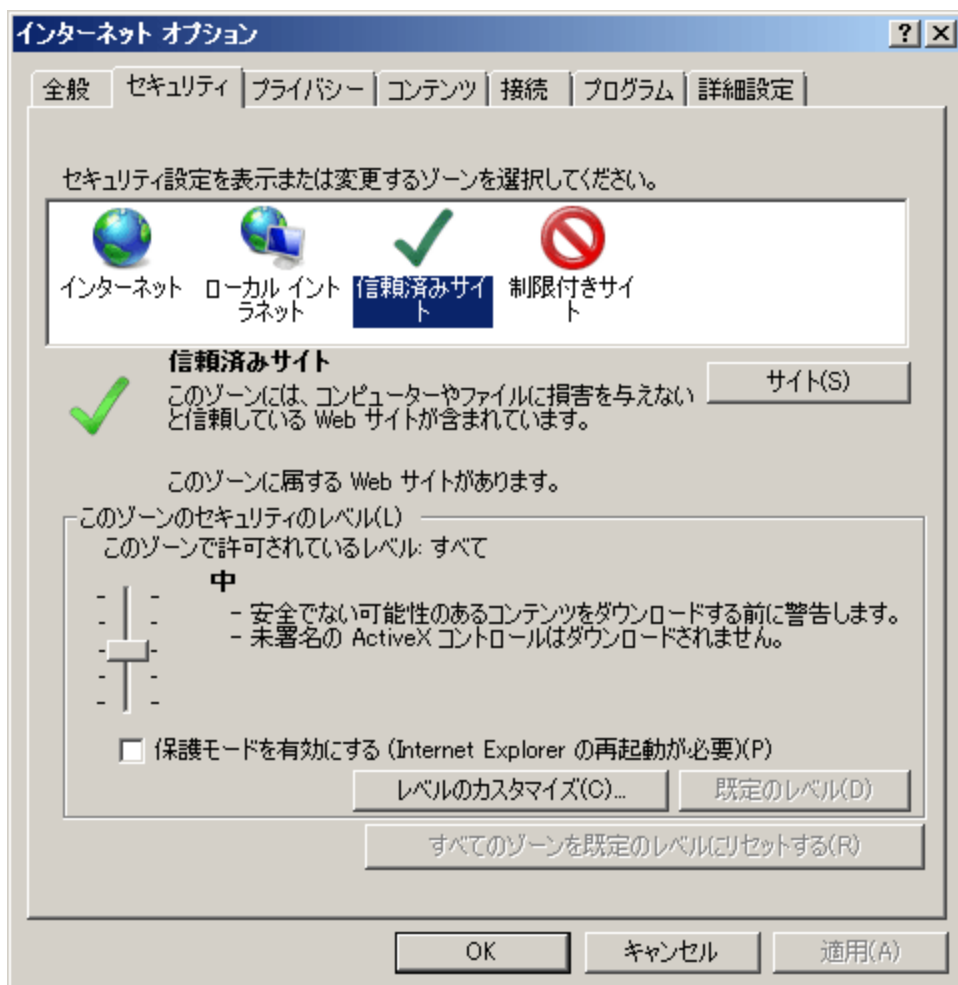 インターネット オプション
全般 セキュリティ プライバシー コンテンツ 接続 プログラム 詳細設定
セキュリティ設定を表示または変更するゾーンを選択してください。
インターネット
ローカル イント
ラネット
信頼済みサイ
ト
制限付きサイ
ト
信頼済みサイト
サイト(S)
このゾーンには、コンピューターやファイルに損害を与えない
と信頼している Web サイトが含まれています。
このゾーンに属する Web サイトがあります。
このゾーンのセキュリティのレベル(L)
このゾーンで許可されているレベル: すべて
中
- 安全でない可能性のあるコンテンツをダウンロードする前に警告します。
- 未署名の ActiveX コントロールはダウンロードされません。
保護モードを有効にする (Internet Explorer の再起動が必要)(P)
レベルのカスタマイズ(C)... 既定のレベル(D)
すべてのゾーンを既定のレベルにリセットする(R)
OK キャンセル 適用(A)